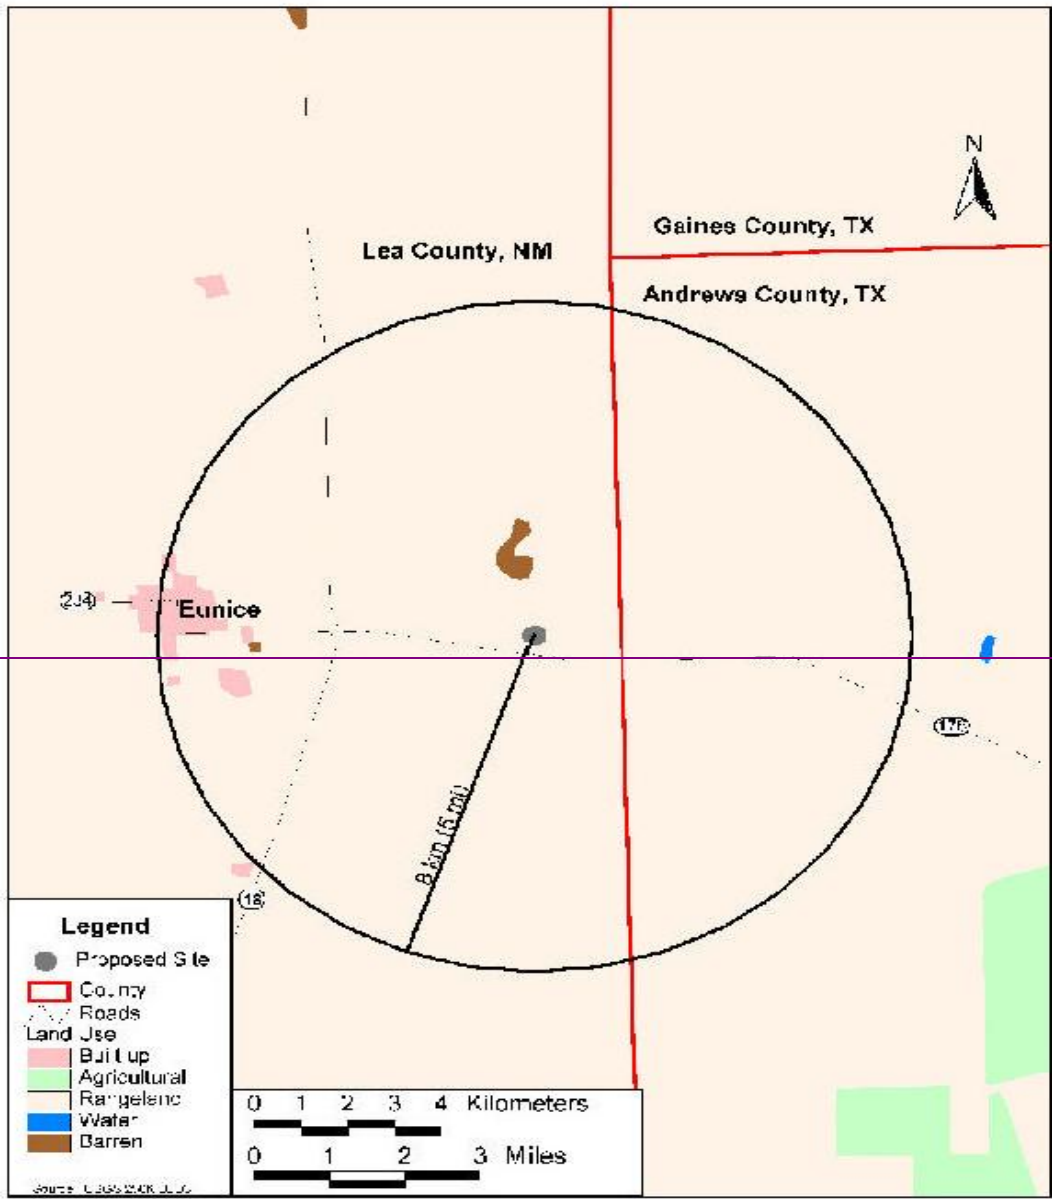 N
Gaines County, TX
Lea County, NM
Andrews County, TX
Eunice
8 km (5 mi)
18
Legend
Proposed Site
County
Roads
Land Use
Built up
Agricultural
Rangeland
Water
Barren
0 1 2 3 4 Kilometers
0 1 2 3 Miles